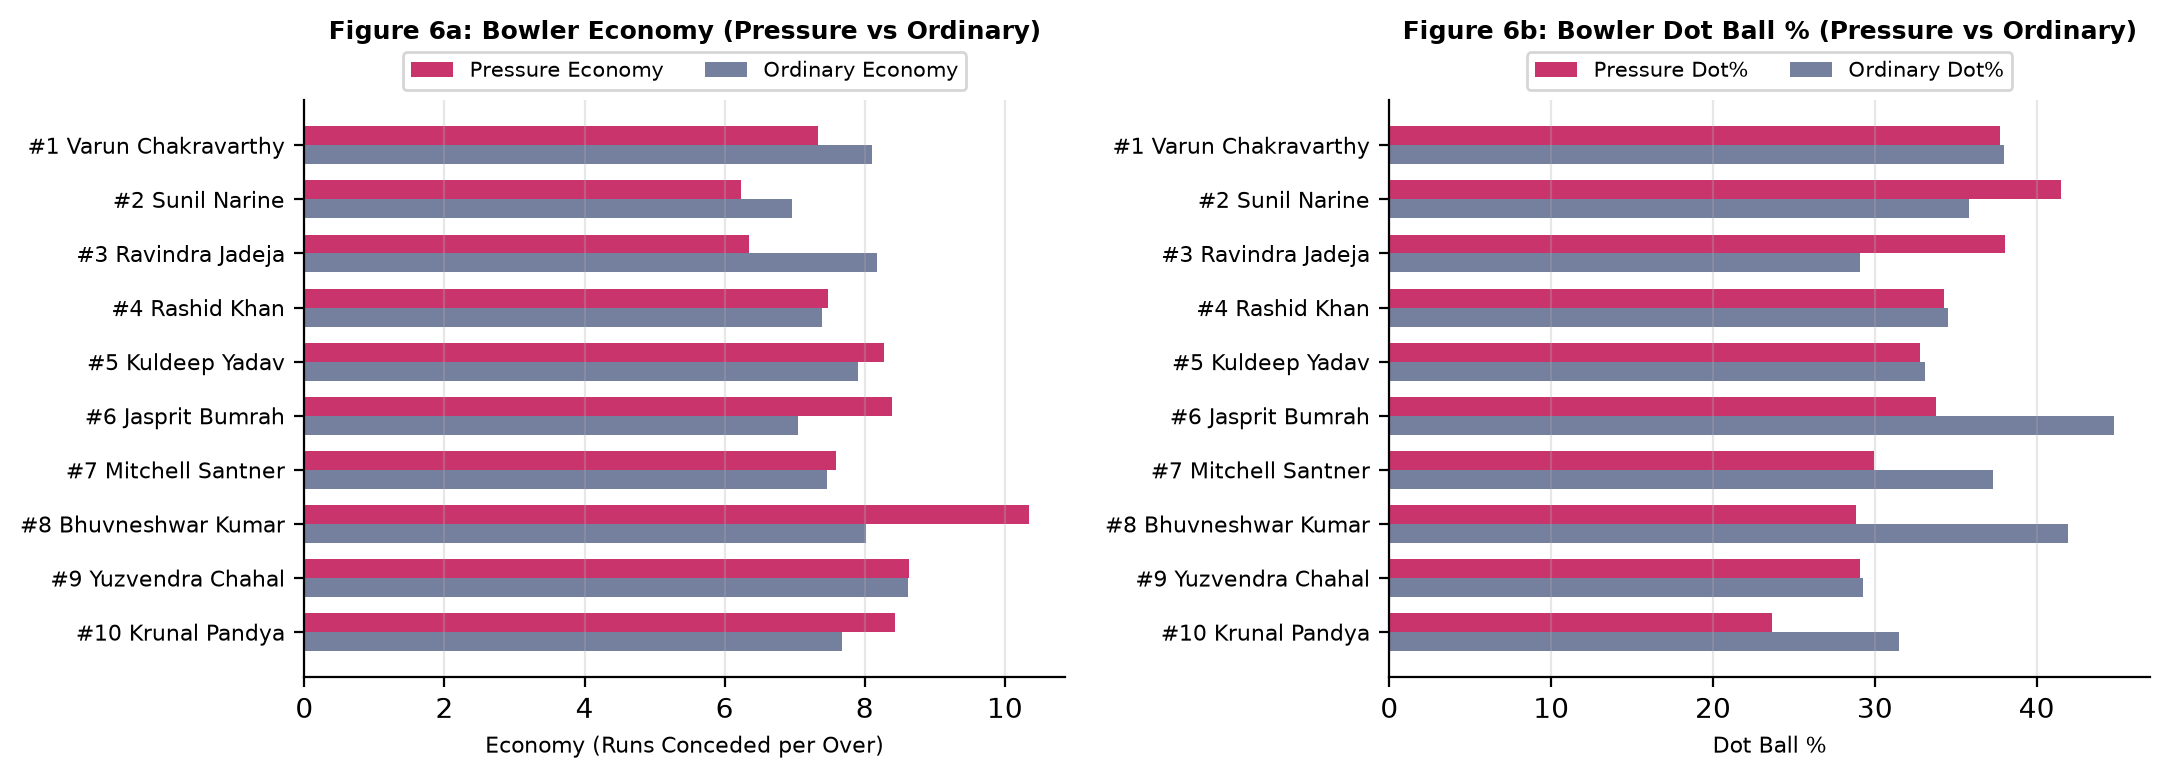 Figure 6a: Bowler Economy (Pressure vs Ordinary)
Pressure Economy
Ordinary Economy
#1 Varun Chakravarthy
#2 Sunil Narine
#3 Ravindra Jadeja
#4 Rashid Khan
#5 Kuldeep Yadav
#6 Jasprit Bumrah
#7 Mitchell Santner
#8 Bhuvneshwar Kumar
#9 Yuzvendra Chahal
#10 Krunal Pandya
0 2 4 6 8 10
Economy (Runs Conceded per Over)
Figure 6b: Bowler Dot Ball % (Pressure vs Ordinary)
Pressure Dot%
Ordinary Dot%
#1 Varun Chakravarthy
#2 Sunil Narine
#3 Ravindra Jadeja
#4 Rashid Khan
#5 Kuldeep Yadav
#6 Jasprit Bumrah
#7 Mitchell Santner
#8 Bhuvneshwar Kumar
#9 Yuzvendra Chahal
#10 Krunal Pandya
0 10 20 30 40
Dot Ball %